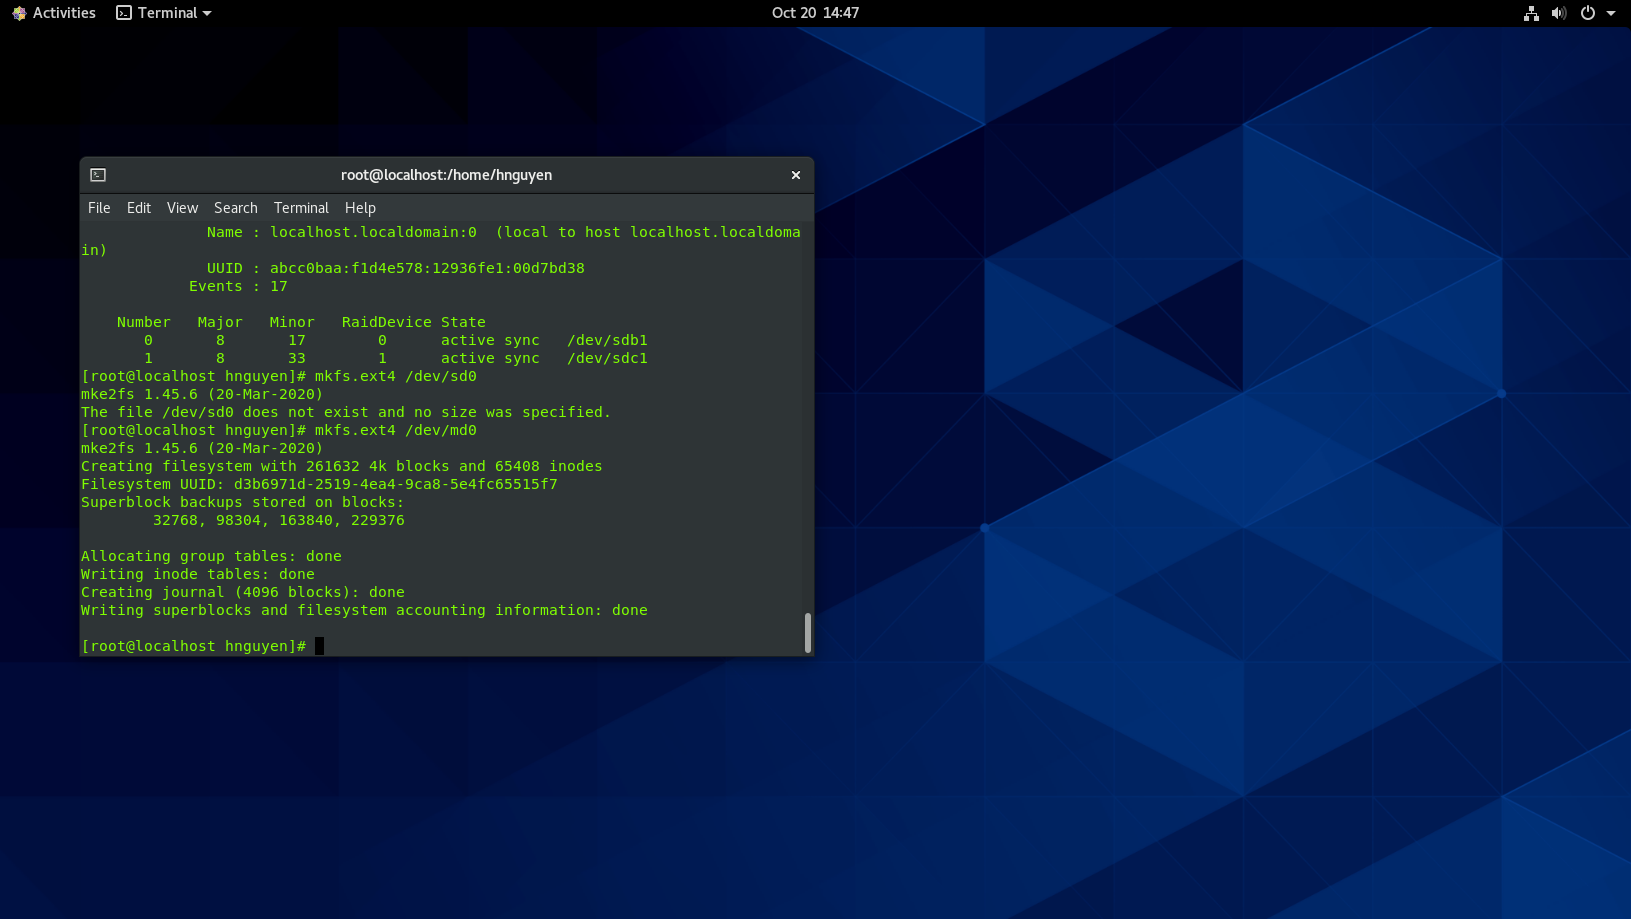 Activities Terminal Oct 20 14:47
root@localhost:/home/hnguyen
File Edit View Search Terminal Help
Name : localhost.localdomain:0 (local to host localhost.localdoma
in)
UUID : abcc0baa:f1d4e578:12936fe1:00d7bd38
Events : 17
Number Major Minor RaidDevice State
0 8 17 0 active sync /dev/sdb1
1 8 33 1 active sync /dev/sdc1
[root@localhost hnguyen]# mkfs.ext4 /dev/sd0
mke2fs 1.45.6 (20-Mar-2020)
The file /dev/sd0 does not exist and no size was specified.
[root@localhost hnguyen]# mkfs.ext4 /dev/md0
mke2fs 1.45.6 (20-Mar-2020)
Creating filesystem with 261632 4k blocks and 65408 inodes
Filesystem UUID: d3b6971d-2519-4ea4-9ca8-5e4fc65515f7
Superblock backups stored on blocks:
32768, 98304, 163840, 229376
Allocating group tables: done
Writing inode tables: done
Creating journal (4096 blocks): done
Writing superblocks and filesystem accounting information: done
[root@localhost hnguyen]#